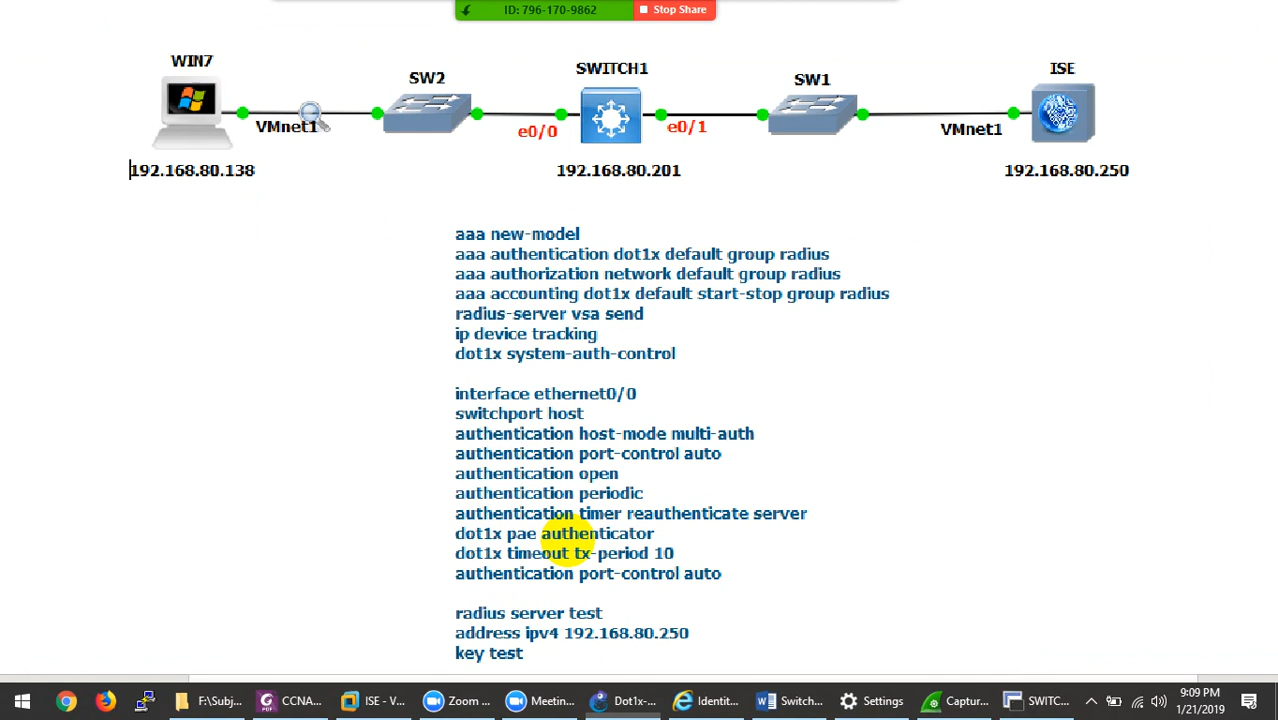 ID: 796-170-9862
Stop Share
WIN7
SW2
SWITCH1
SW1
ISE
VMnet1
e0/0
e0/1
VMnet1
192.168.80.138
192.168.80.201
192.168.80.250
aaa new-model
aaa authentication dot1x default group radius
aaa authorization network default group radius
aaa accounting dot1x default start-stop group radius
radius-server vsa send
ip device tracking
dot1x system-auth-control
interface ethernet0/0
switchport host
authentication host-mode multi-auth
authentication port-control auto
authentication open
authentication periodic
authentication timer reauthenticate server
dot1x pae authenticator
dot1x timeout tx-period 10
authentication port-control auto
radius server test
address ipv4 192.168.80.250
key test
F:\Subj...
CCNA...
ISE - V...
Zoom ...
Meetin...
Dot1x-...
Identit...
Switch...
Settings
Captur...
SWITC...
9:09 PM
1/21/2019